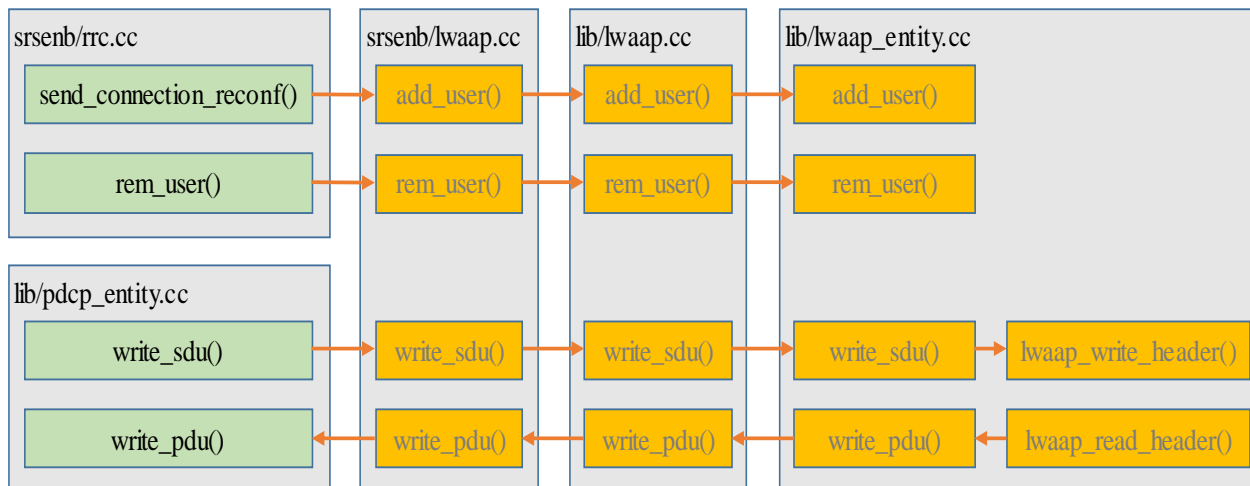 srsenb/rrc.cc
send_connection_reconf()
rem_user()
lib/pdcp_entity.cc
write_sdu()
write_pdu()
srsenb/lwaap.cc
add_user()
rem_user()
write_sdu()
write_pdu()
lib/lwaap.cc
add_user()
rem_user()
write_sdu()
write_pdu()
lib/lwaap_entity.cc
add_user()
rem_user()
write_sdu()
lwaap_write_header()
write_pdu()
lwaap_read_header()